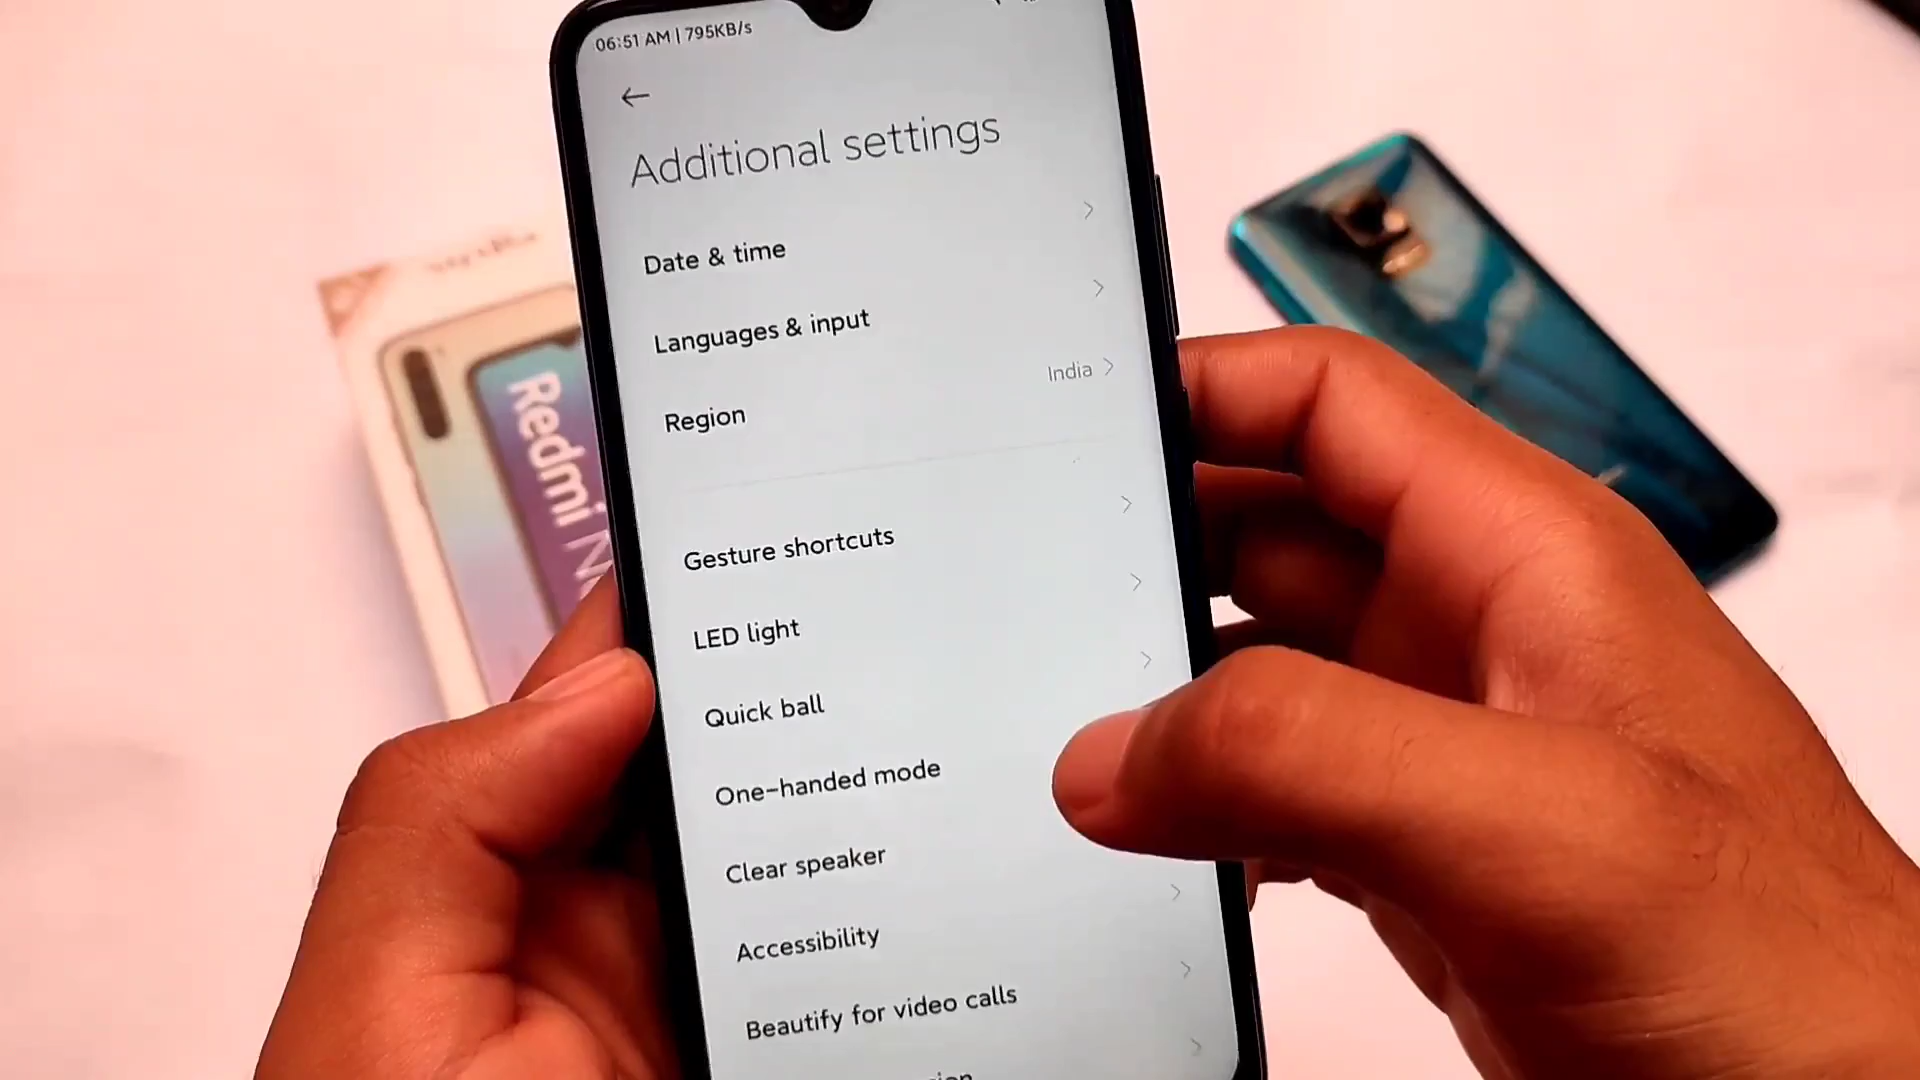 06:51 AM | 795KB/s
Additional settings
Date & time
Languages & input
Region
India
Gesture shortcuts
LED light
Quick ball
One-handed mode
Clear speaker
Accessibility
Beautify for video calls
Redmi